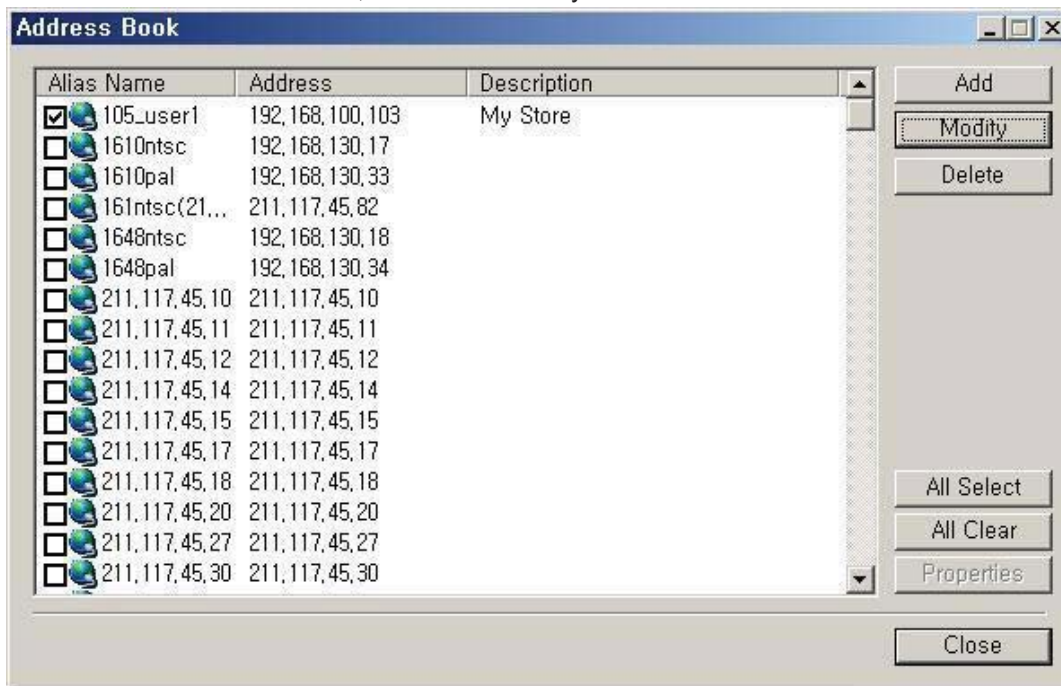 Address Book
Alias Name Address Description
105_user1 192,168,100,103 My Store
1610ntsc 192,168,130,17
1610pal 192,168,130,33
161ntsc(21,,, 211,117,45,82
1648ntsc 192,168,130,18
1648pal 192,168,130,34
211,117,45,10 211,117,45,10
211,117,45,11 211,117,45,11
211,117,45,12 211,117,45,12
211,117,45,14 211,117,45,14
211,117,45,15 211,117,45,15
211,117,45,17 211,117,45,17
211,117,45,18 211,117,45,18
211,117,45,20 211,117,45,20
211,117,45,27 211,117,45,27
211,117,45,30 211,117,45,30
Add
Modify
Delete
All Select
All Clear
Properties
Close